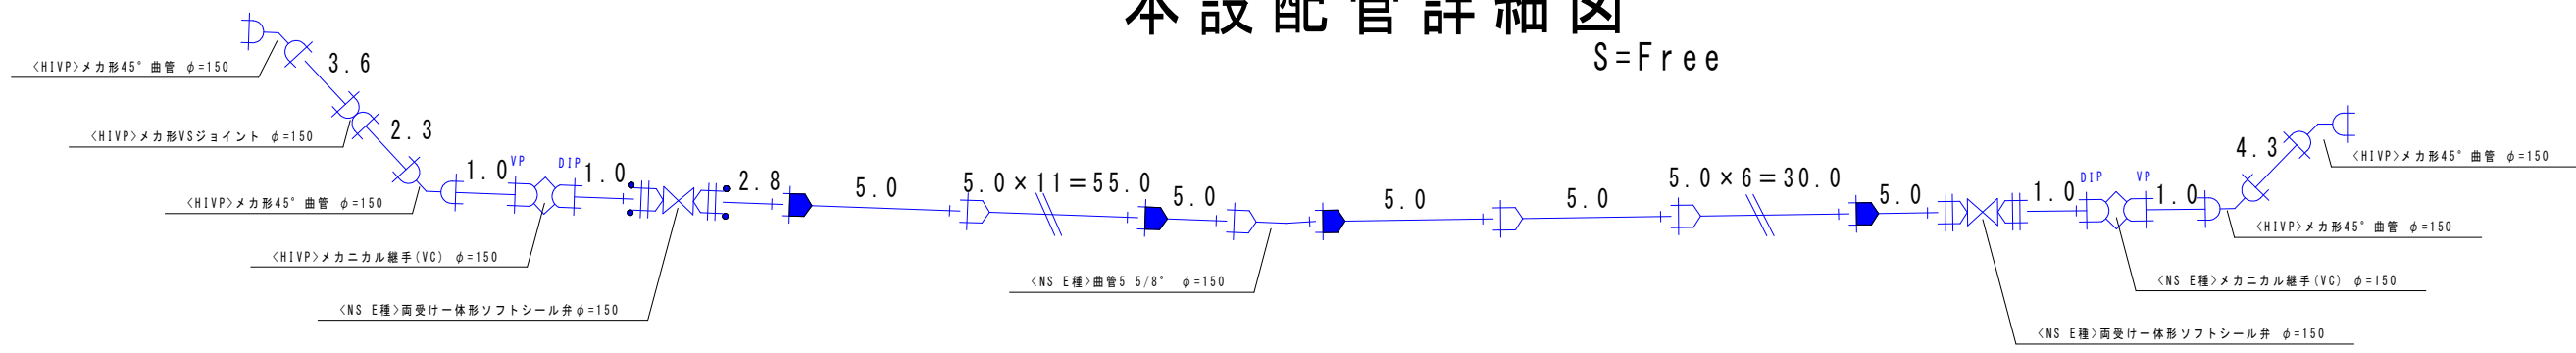 本設配管詳細図
S=Free
<HIVP>メカ形45°曲管 φ=150
3.6
<HIVP>メカ形VSジョイント φ=150
2.3
<HIVP>メカ形45°曲管 φ=150
1.0
VP
DIP
1.0
<HIVP>メカニカル継手(VC) φ=150
<NS E種>両受け一体形ソフトシール弁φ=150
2.8
5.0
5.0×11=55.0
5.0
<NS E種>曲管5 5/8° φ=150
5.0
5.0
5.0×6=30.0
5.0
1.0
DIP
VP
1.0
4.3
<HIVP>メカ形45°曲管 φ=150
<HIVP>メカ形45°曲管 φ=150
<NS E種>メカニカル継手(VC) φ=150
<NS E種>両受け一体形ソフトシール弁 φ=150